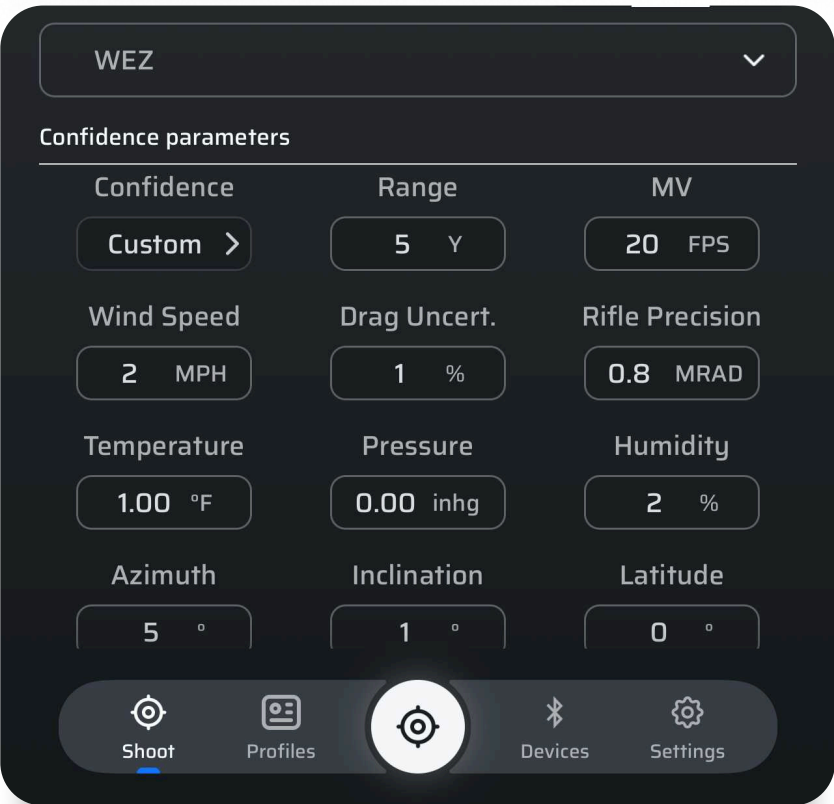 WEZ
Confidence parameters
Confidence Range MV
Custom 5 Y 20 FPS
Wind Speed Drag Uncert. Rifle Precision
2 MPH 1 % 0.8 MRAD
Temperature Pressure Humidity
1.00 °F 0.00 inhg 2 %
Azimuth Inclination Latitude
5 ° 1 ° 0 °
Shoot Profiles Devices Settings